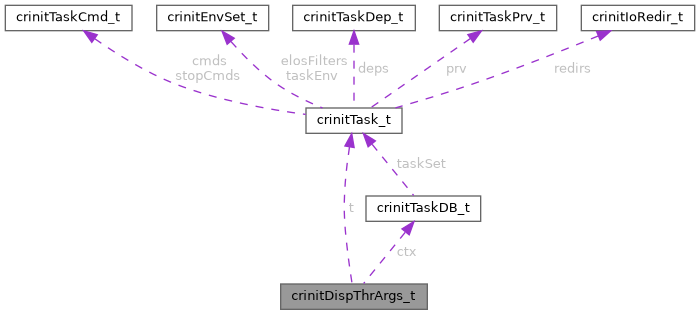 crinitTaskCmd_t
crinitEnvSet_t
crinitTaskDep_t
crinitTaskPrv_t
crinitIoRedir_t
cmds
stopCmds
elosFilters
taskEnv
deps
prv
redirs
crinitTask_t
taskSet
t
crinitTaskDB_t
ctx
crinitDispThrArgs_t